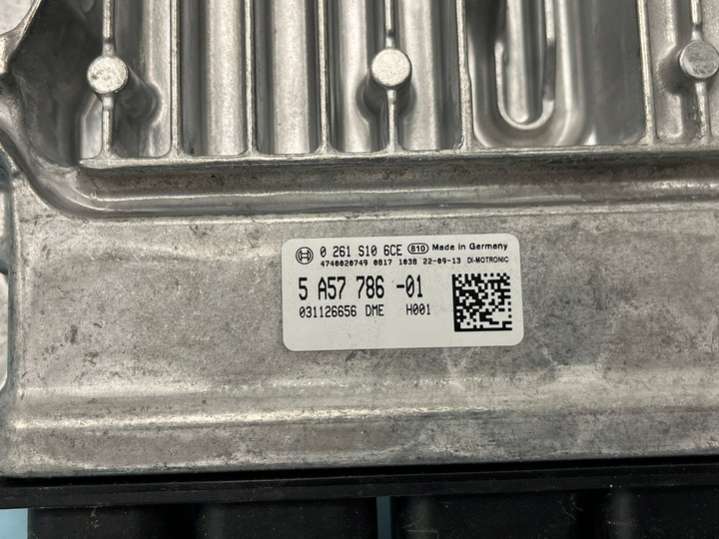 0 261 S10 6CE 810 Made in Germany
4748020749 0817 1038 22-09-13 DI-MOTRONIC
5 A57 786 -01
031126656 DME H001